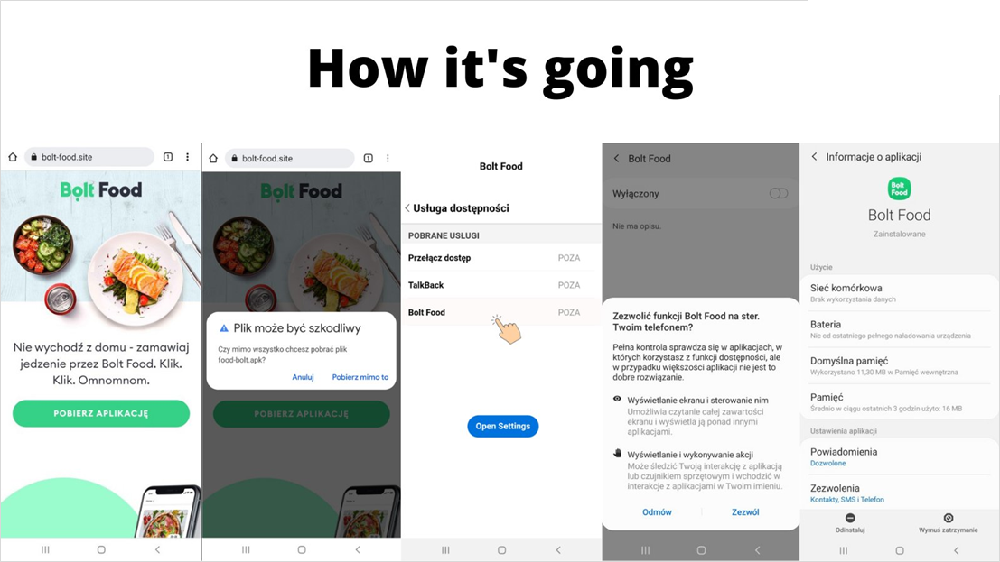 How it's going
bolt-food.site
1
Bolt Food
Nie wychodź z domu - zamawiaj
jedzenie przez Bolt Food. Klik.
Klik. Omnomnom.
POBIERZ APLIKACJĘ
bolt-food.site
1
Bolt Food
Plik może być szkodliwy
Czy mimo wszystko chcesz pobrać plik
food-bolt.apk?
Anuluj
Pobierz mimo to
POBIERZ APLIKACJĘ
Bolt Food
Usługa dostępności
POBRANE USŁUGI
Przełącz dostęp
POZA
TalkBack
POZA
Bolt Food
POZA
Open Settings
Bolt Food
Wyłączony
Nie ma opisu.
Zezwolić funkcji Bolt Food na ster.
Twoim telefonem?
Pełna kontrola sprawdza się w aplikacjach, w
których korzystasz z funkcji dostępności, ale
w przypadku większości aplikacji nie jest to
dobre rozwiązanie.
Wyświetlanie ekranu i sterowanie nim
Umożliwia czytanie całej zawartości
ekranu i wyświetla ją ponad innymi
aplikacjami.
Wyświetlanie i wykonywanie akcji
Może śledzić Twoją interakcję z aplikacją
lub czujnikiem sprzętowym i wchodzić w
interakcje z aplikacjami w Twoim imieniu.
Odmów
Zezwól
Informacje o aplikacji
Bolt
Food
Bolt Food
Zainstalowane
Użycie
Sieć komórkowa
Brak wykorzystania danych
Bateria
Nic od ostatniego pełnego naładowania urządzenia
Domyślna pamięć
Wykorzystano 11,30 MB w Pamięć wewnętrzna
Pamięć
Średnio w ciągu ostatnich 3 godzin użyto: 16 MB
Ustawienia aplikacji
Powiadomienia
Dozwolone
Zezwolenia
Kontakty, SMS i Telefon
Odinstaluj
Wymuś zatrzymanie